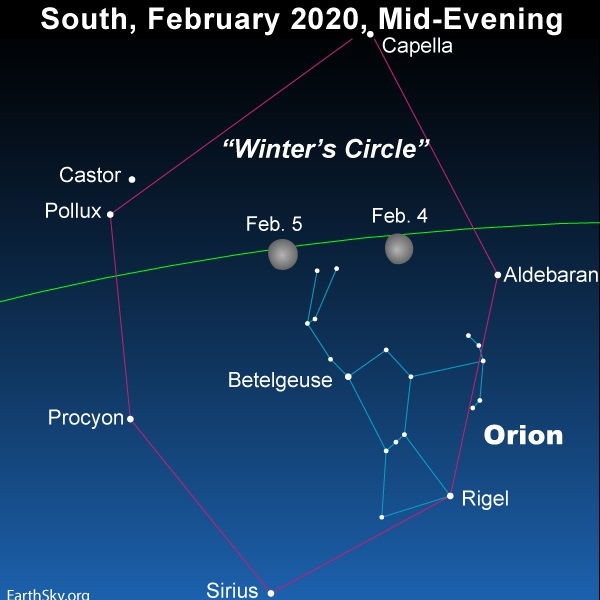 South, February 2020, Mid-Evening
Capella
“Winter’s Circle”
Castor
Pollux
Feb. 5
Feb. 4
Aldebaran
Betelgeuse
Procyon
Orion
Rigel
Sirius
EarthSky.org